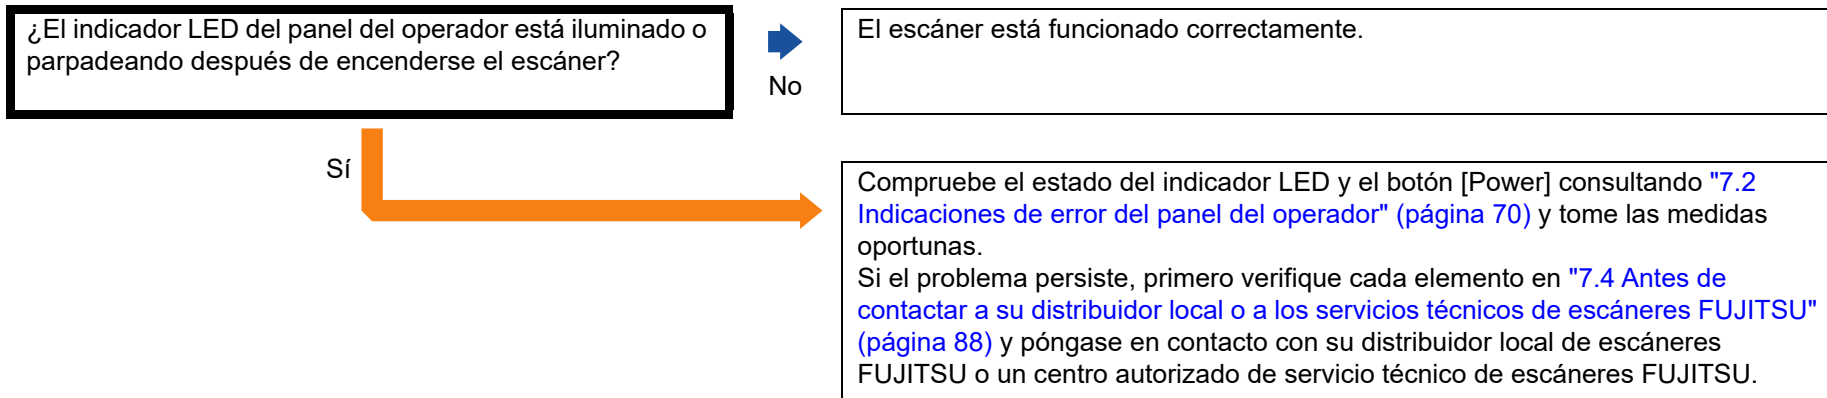 ¿El indicador LED del panel del operador está iluminado o
parpadeando después de encenderse el escáner?
No
El escáner está funcionado correctamente.
Sí
Compruebe el estado del indicador LED y el botón [Power] consultando "7.2
Indicaciones de error del panel del operador" (página 70) y tome las medidas
oportunas.
Si el problema persiste, primero verifique cada elemento en "7.4 Antes de
contactar a su distribuidor local o a los servicios técnicos de escáneres FUJITSU"
(página 88) y póngase en contacto con su distribuidor local de escáneres
FUJITSU o un centro autorizado de servicio técnico de escáneres FUJITSU.